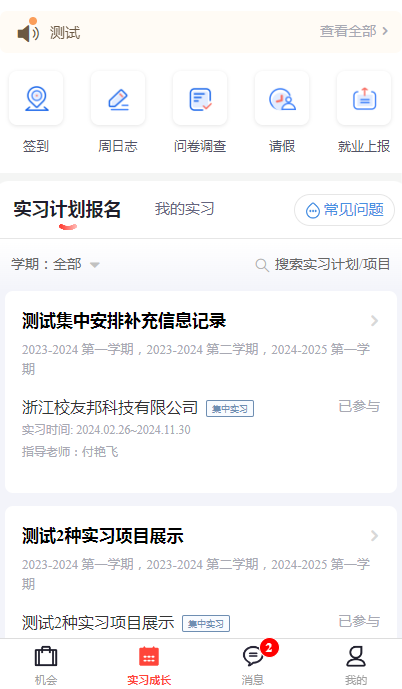 测试 查看全部
签到 周日志 问卷调查 请假 就业上报
实习计划报名 我的实习 常见问题
学期：全部 搜索实习计划/项目
测试集中安排补充信息记录
2023-2024 第一学期，2023-2024 第二学期，2024-2025 第一学
期
浙江校友邦科技有限公司 集中实习 已参与
实习时间: 2024.02.26~2024.11.30
指导老师：付艳飞
测试2种实习项目展示
2023-2024 第一学期，2023-2024 第二学期，2024-2025 第一学
期
测试2种实习项目展示 集中实习 已参与
2
机会 实习成长 消息 我的